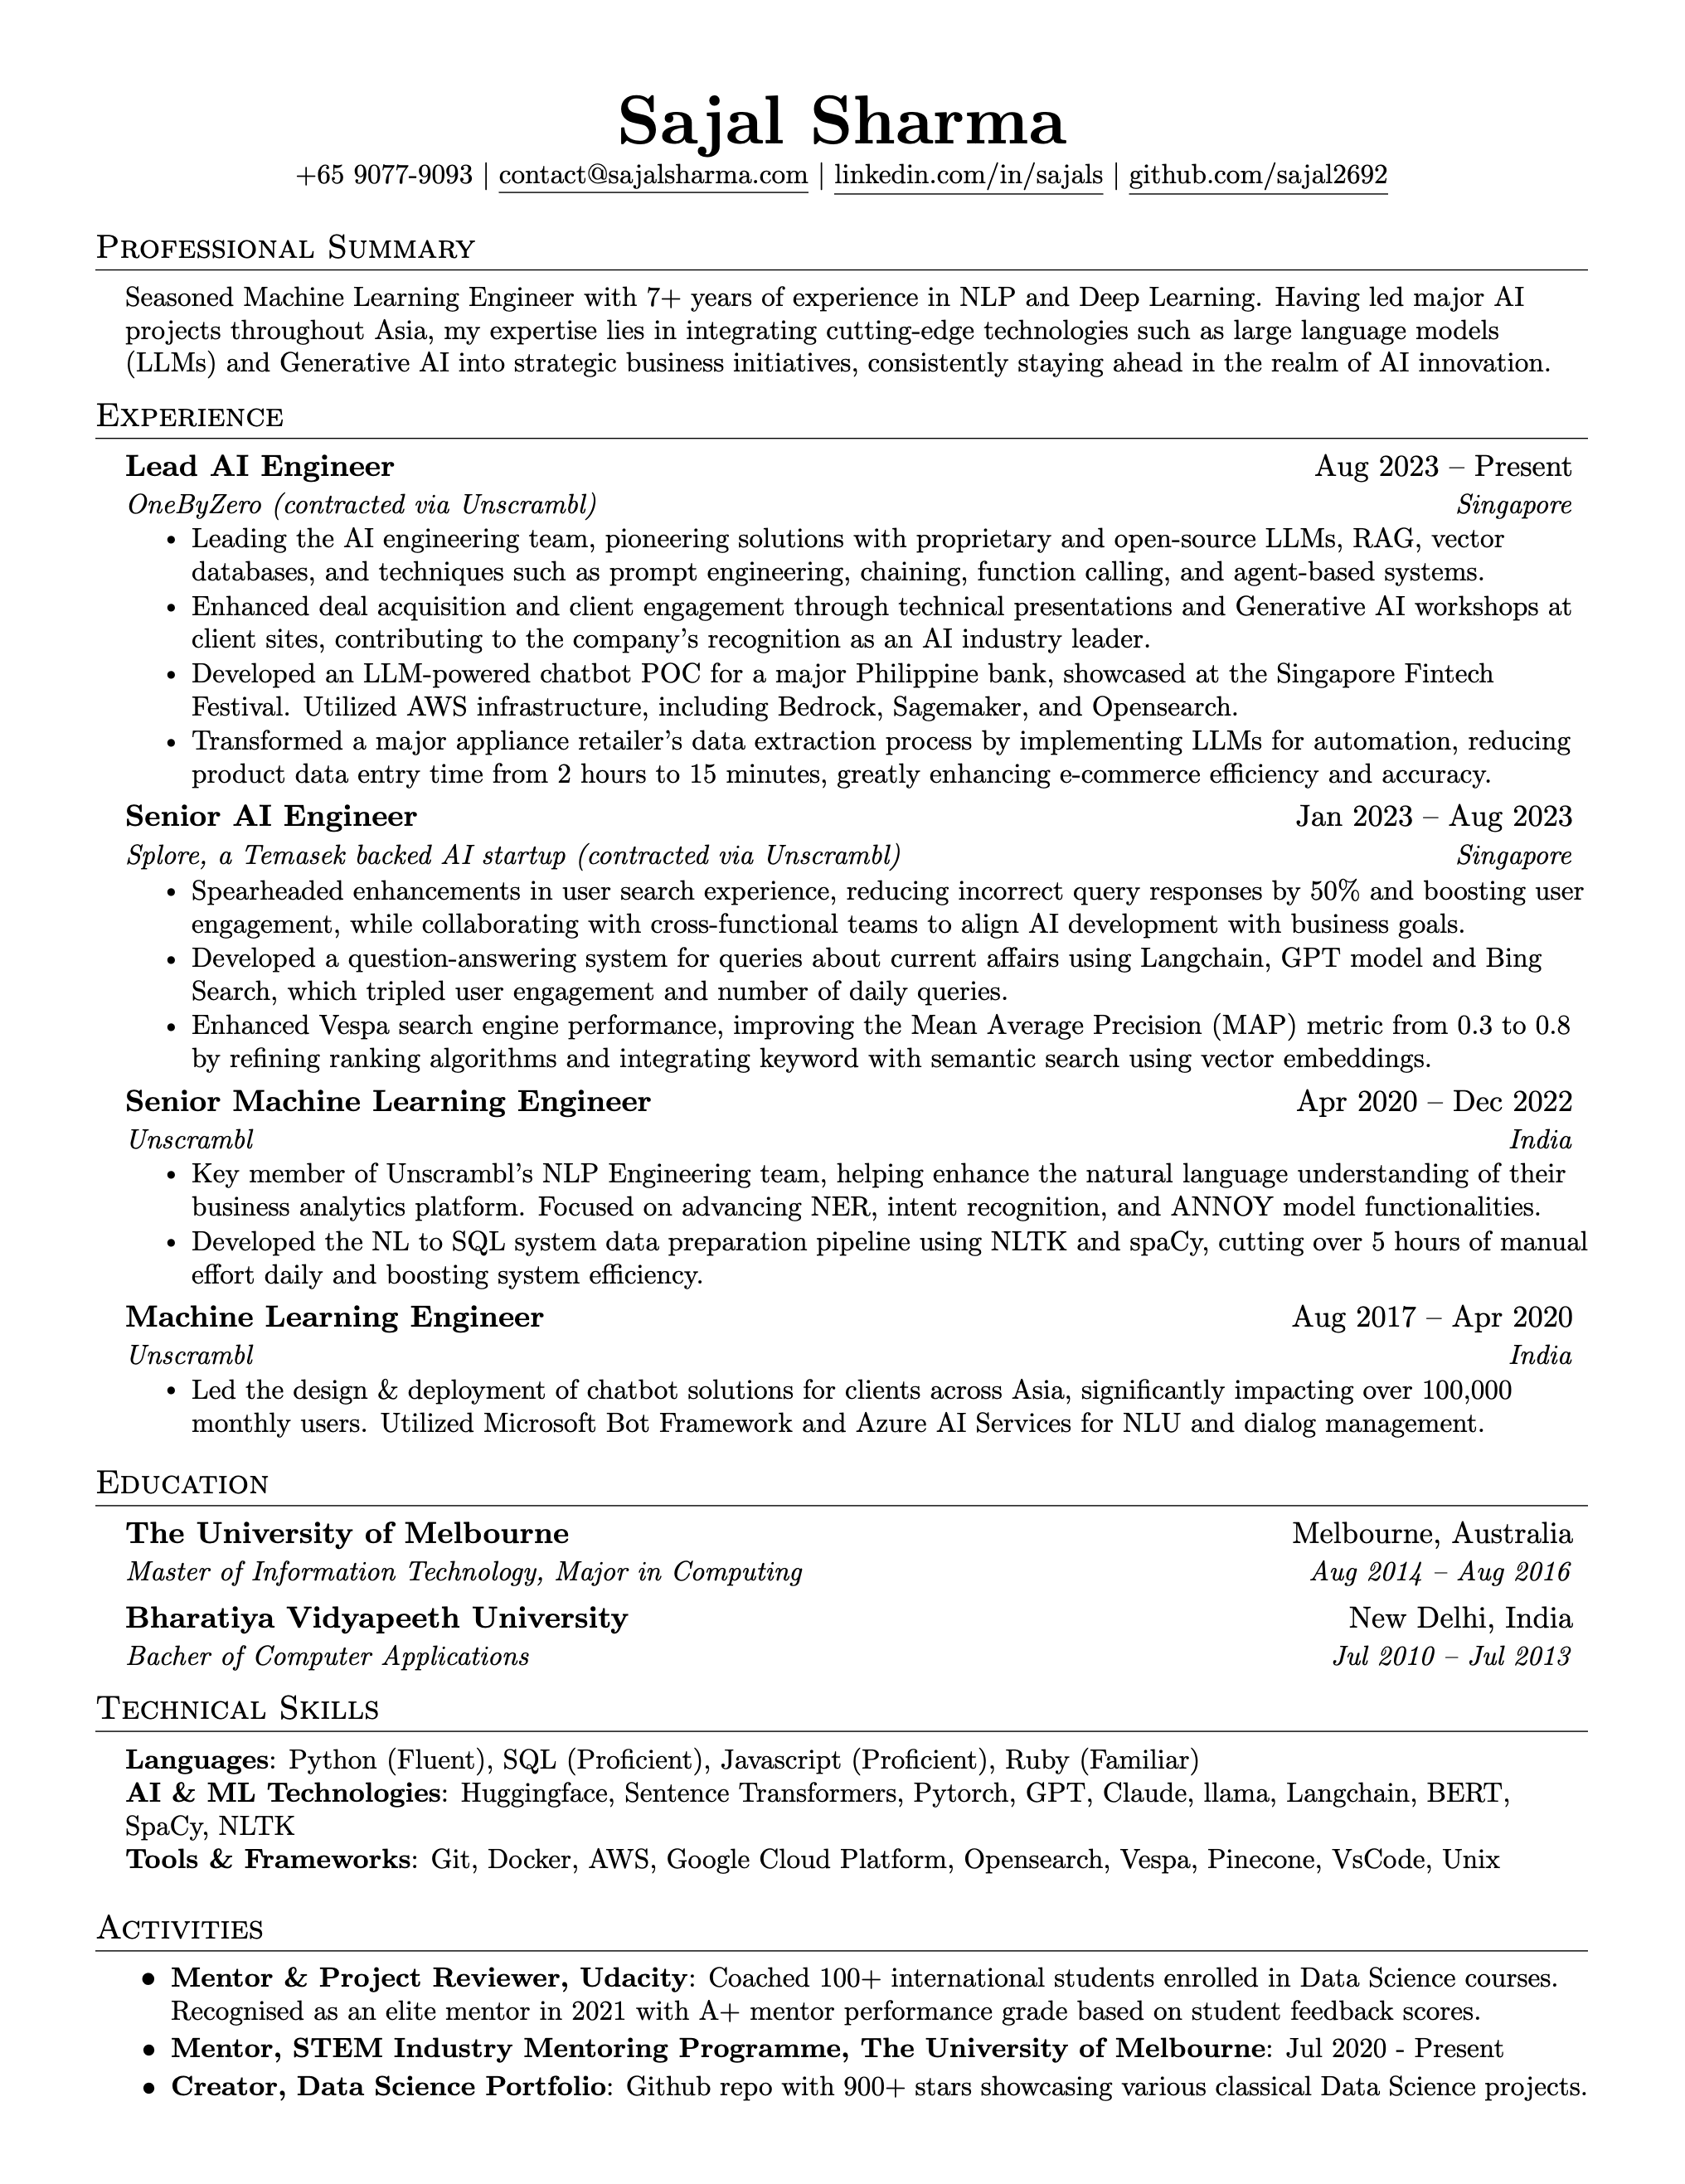 Sajal Sharma
+65 9077-9093 | contact@sajalsharma.com | linkedin.com/in/sajals | github.com/sajal2692
Professional Summary
Seasoned Machine Learning Engineer with 7+ years of experience in NLP and Deep Learning. Having led major AI
projects throughout Asia, my expertise lies in integrating cutting-edge technologies such as large language models
(LLMs) and Generative AI into strategic business initiatives, consistently staying ahead in the realm of AI innovation.
Experience
Lead AI Engineer Aug 2023 – Present
OneByZero (contracted via Unscrambl) Singapore
• Leading the AI engineering team, pioneering solutions with proprietary and open-source LLMs, RAG, vector
databases, and techniques such as prompt engineering, chaining, function calling, and agent-based systems.
• Enhanced deal acquisition and client engagement through technical presentations and Generative AI workshops at
client sites, contributing to the company's recognition as an AI industry leader.
• Developed an LLM-powered chatbot POC for a major Philippine bank, showcased at the Singapore Fintech
Festival. Utilized AWS infrastructure, including Bedrock, Sagemaker, and Opensearch.
• Transformed a major appliance retailer's data extraction process by implementing LLMs for automation, reducing
product data entry time from 2 hours to 15 minutes, greatly enhancing e-commerce efficiency and accuracy.
Senior AI Engineer Jan 2023 – Aug 2023
Splore, a Temasek backed AI startup (contracted via Unscrambl) Singapore
• Spearheaded enhancements in user search experience, reducing incorrect query responses by 50% and boosting user
engagement, while collaborating with cross-functional teams to align AI development with business goals.
• Developed a question-answering system for queries about current affairs using Langchain, GPT model and Bing
Search, which tripled user engagement and number of daily queries.
• Enhanced Vespa search engine performance, improving the Mean Average Precision (MAP) metric from 0.3 to 0.8
by refining ranking algorithms and integrating keyword with semantic search using vector embeddings.
Senior Machine Learning Engineer Apr 2020 – Dec 2022
Unscrambl India
• Key member of Unscrambl's NLP Engineering team, helping enhance the natural language understanding of their
business analytics platform. Focused on advancing NER, intent recognition, and ANNOY model functionalities.
• Developed the NL to SQL system data preparation pipeline using NLTK and spaCy, cutting over 5 hours of manual
effort daily and boosting system efficiency.
Machine Learning Engineer Aug 2017 – Apr 2020
Unscrambl India
• Led the design & deployment of chatbot solutions for clients across Asia, significantly impacting over 100,000
monthly users. Utilized Microsoft Bot Framework and Azure AI Services for NLU and dialog management.
Education
The University of Melbourne Melbourne, Australia
Master of Information Technology, Major in Computing Aug 2014 – Aug 2016
Bharatiya Vidyapeeth University New Delhi, India
Bacher of Computer Applications Jul 2010 – Jul 2013
Technical Skills
Languages: Python (Fluent), SQL (Proficient), Javascript (Proficient), Ruby (Familiar)
AI & ML Technologies: Huggingface, Sentence Transformers, Pytorch, GPT, Claude, llama, Langchain, BERT,
SpaCy, NLTK
Tools & Frameworks: Git, Docker, AWS, Google Cloud Platform, Opensearch, Vespa, Pinecone, VsCode, Unix
Activities
• Mentor & Project Reviewer, Udacity: Coached 100+ international students enrolled in Data Science courses.
Recognised as an elite mentor in 2021 with A+ mentor performance grade based on student feedback scores.
• Mentor, STEM Industry Mentoring Programme, The University of Melbourne: Jul 2020 - Present
• Creator, Data Science Portfolio: Github repo with 900+ stars showcasing various classical Data Science projects.